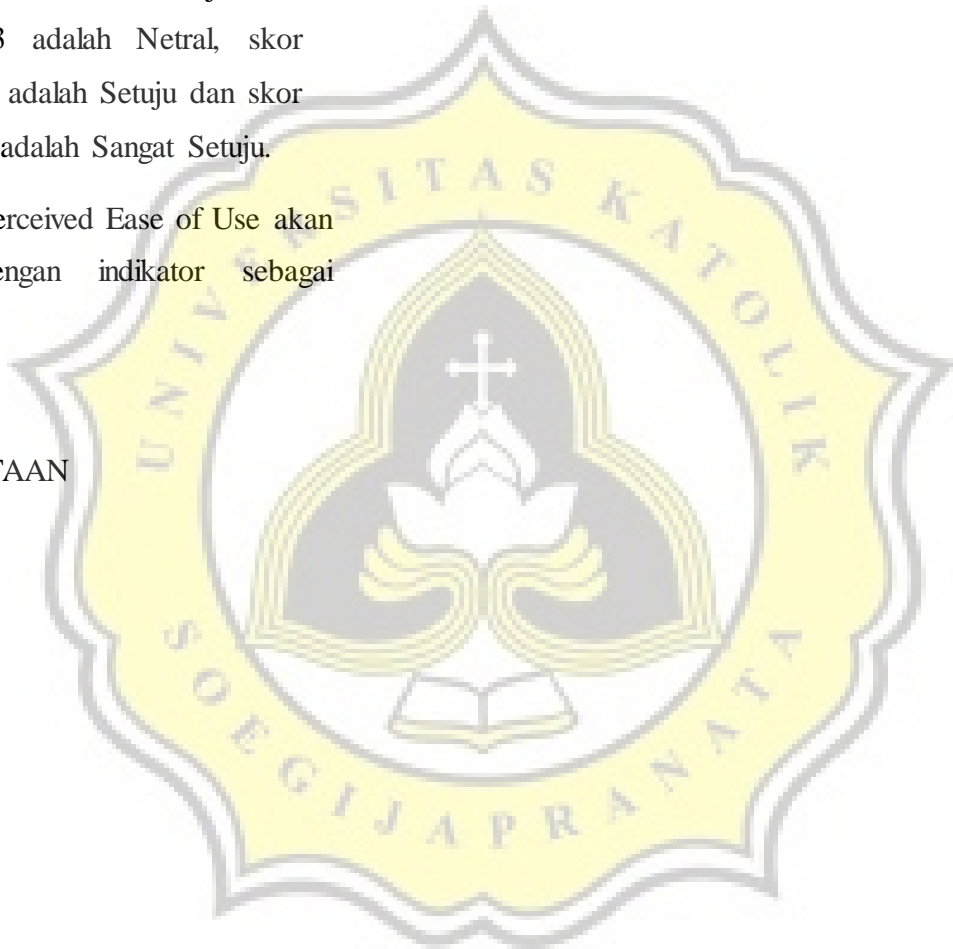 3 adalah Netral, skor
adalah Setuju dan skor
adalah Sangat Setuju.
erceived Ease of Use akan
engan indikator sebagai
TAAN
UNIVERSITAS KATOLIK
SOEGIJAPRANATA